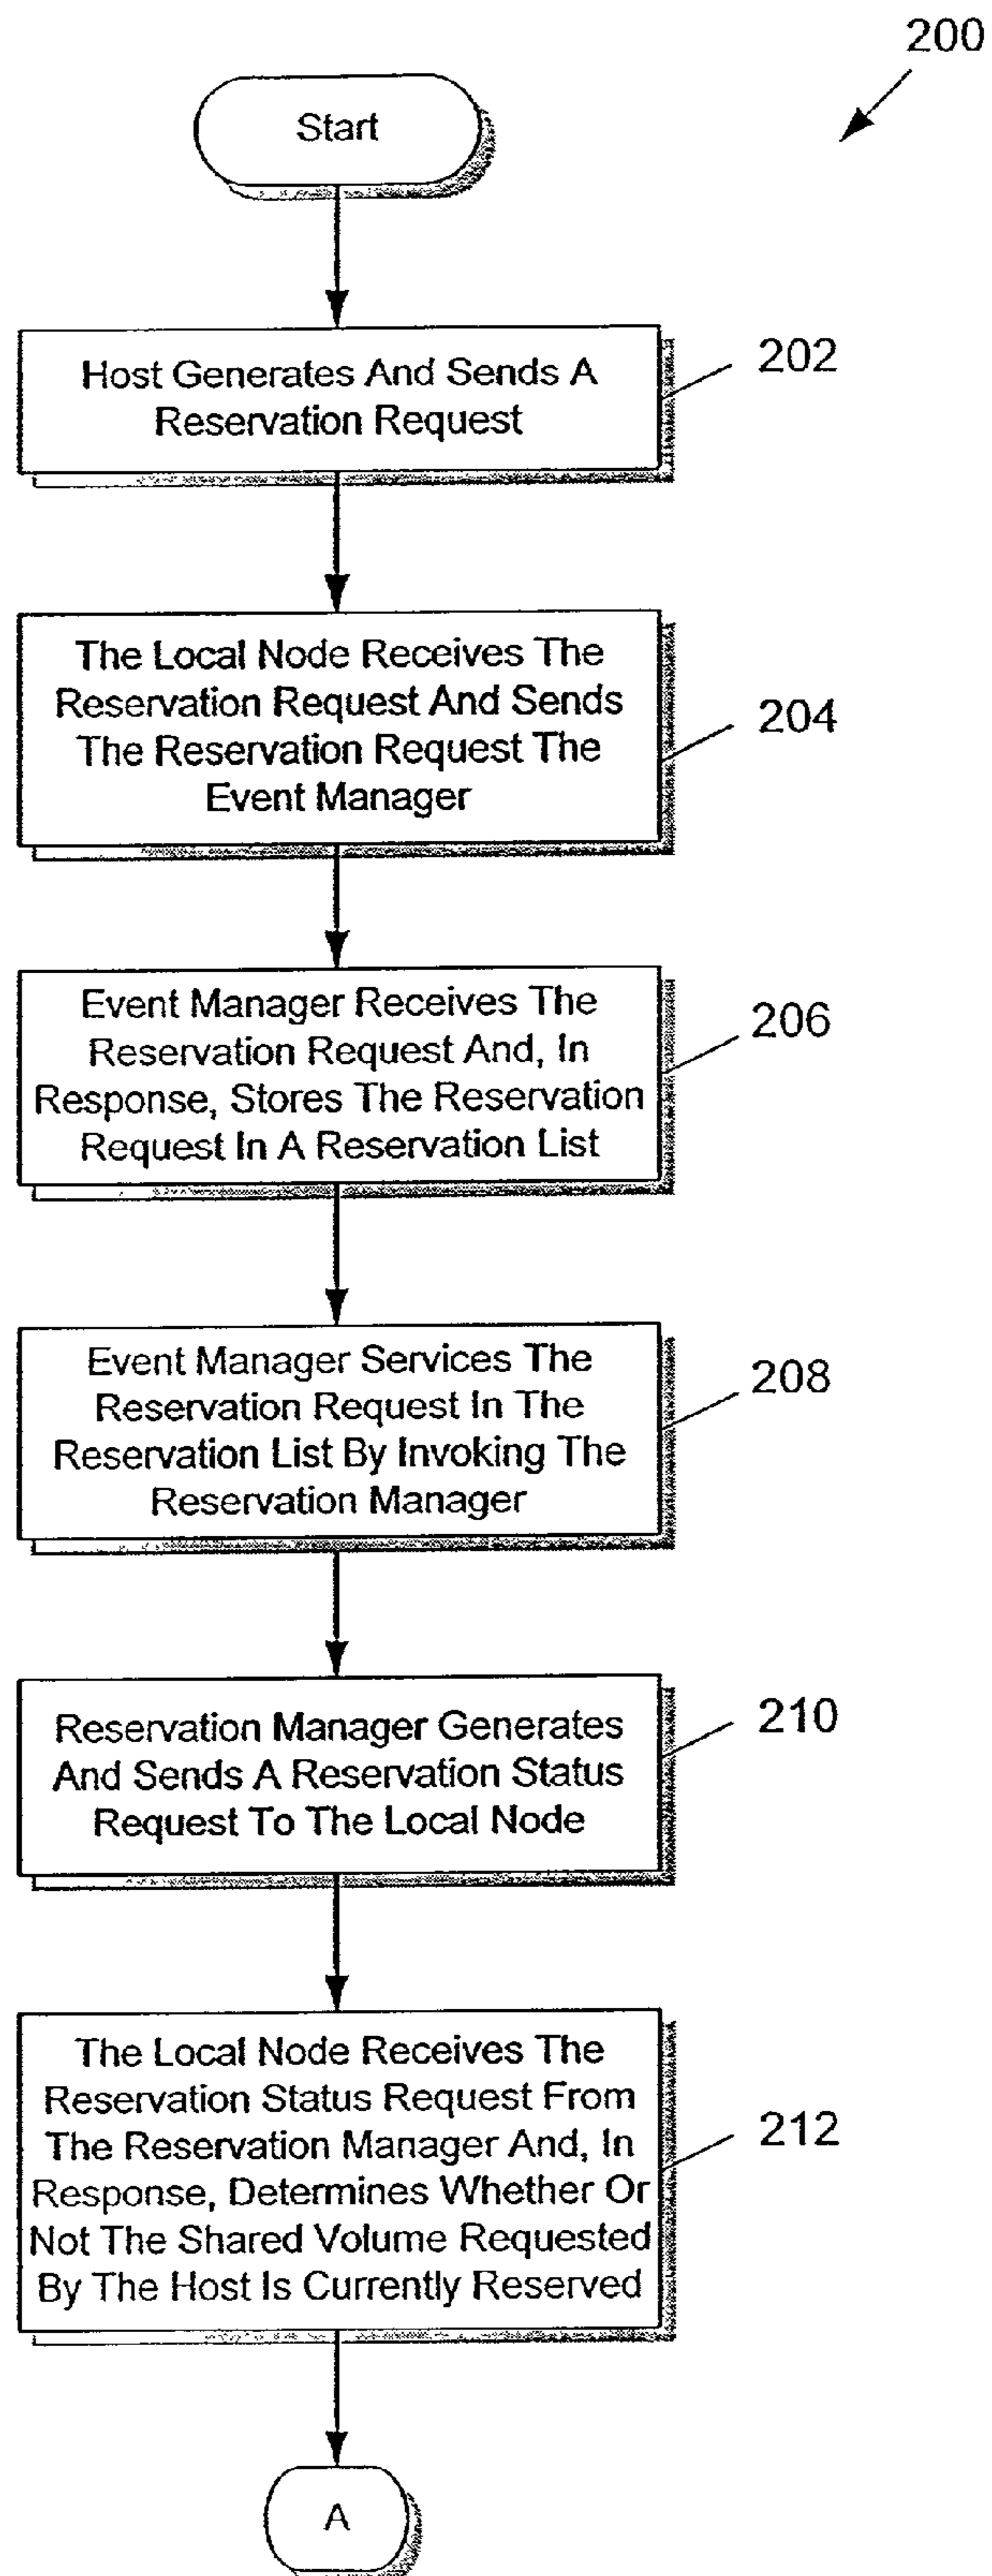 200
Start
Host Generates And Sends A
Reservation Request
202
The Local Node Receives The
Reservation Request And Sends
The Reservation Request The
Event Manager
204
Event Manager Receives The
Reservation Request And, In
Response, Stores The Reservation
Request In A Reservation List
206
Event Manager Services The
Reservation Request In The
Reservation List By Invoking The
Reservation Manager
208
Reservation Manager Generates
And Sends A Reservation Status
Request To The Local Node
210
The Local Node Receives The
Reservation Status Request From
The Reservation Manager And, In
Response, Determines Whether Or
Not The Shared Volume Requested
By The Host Is Currently Reserved
212
A